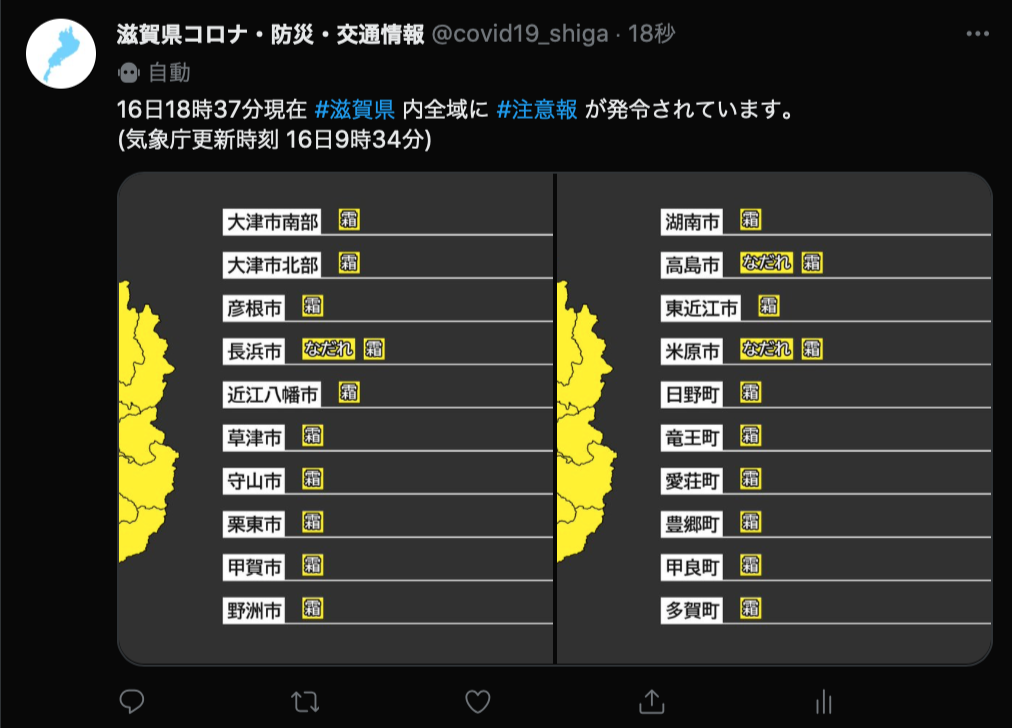 滋賀県コロナ・防災・交通情報 @covid19_shiga · 18秒
自動
16日18時37分現在 #滋賀県 内全域に #注意報 が発令されています。
(気象庁更新時刻 16日9時34分)
大津市南部 霜
大津市北部 霜
彦根市 霜
長浜市 なだれ 霜
近江八幡市 霜
草津市 霜
守山市 霜
栗東市 霜
甲賀市 霜
野洲市 霜
湖南市 霜
高島市 なだれ 霜
東近江市 霜
米原市 なだれ 霜
日野町 霜
竜王町 霜
愛荘町 霜
豊郷町 霜
甲良町 霜
多賀町 霜